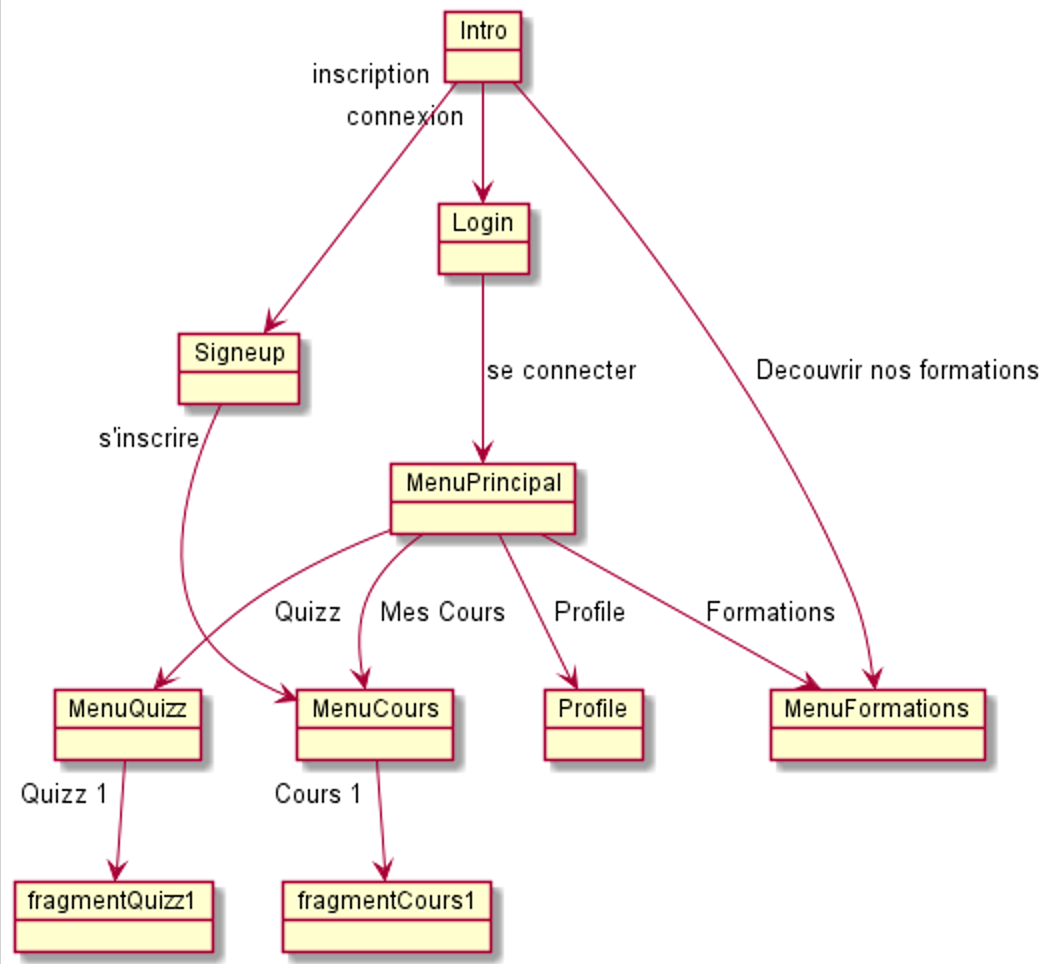 Intro
inscription
connexion
Login
Signeup
se connecter
Decouvrir nos formations
s'inscrire
MenuPrincipal
Quizz
Mes Cours
Profile
Formations
MenuQuizz
MenuCours
Profile
MenuFormations
Quizz 1
Cours 1
fragmentQuizz1
fragmentCours1